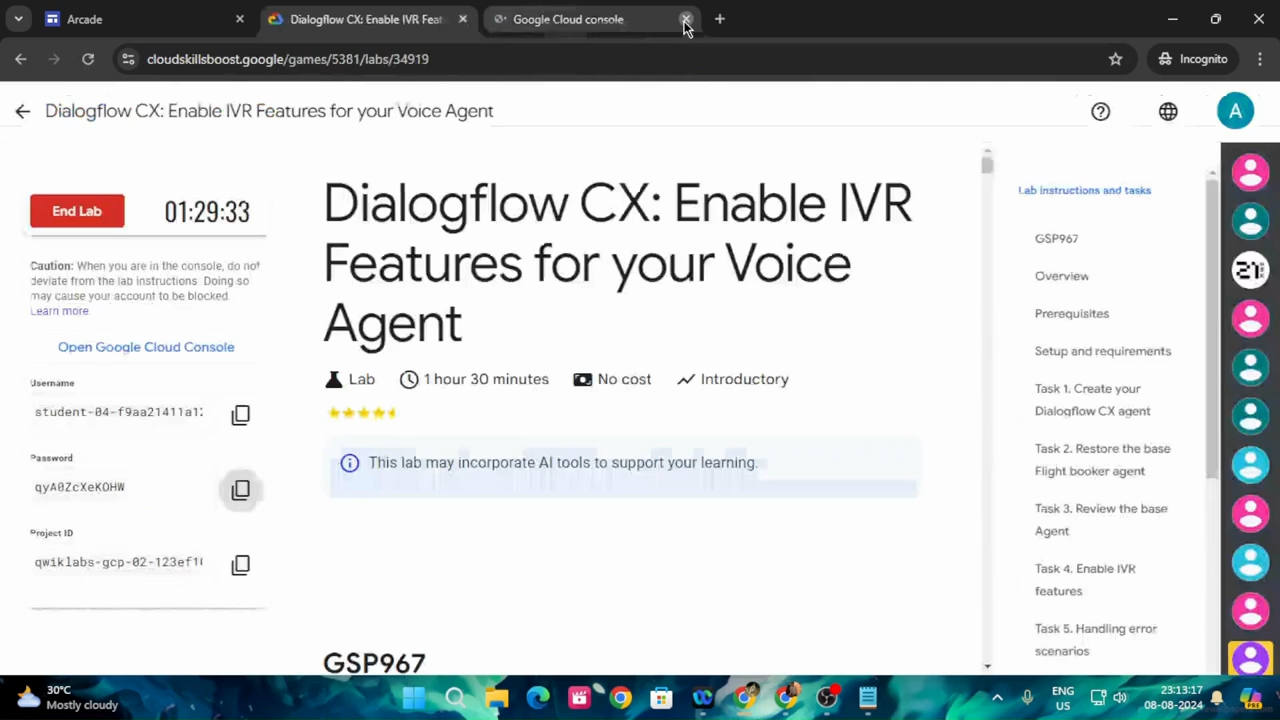 Arcade
Dialogflow CX: Enable IVR Feat
Google Cloud console
cloudskillsboost.google/games/5381/labs/34919
Incognito
Dialogflow CX: Enable IVR Features for your Voice Agent
A
End Lab
01:29:33
Caution: When you are in the console, do not
deviate from the lab instructions. Doing so
may cause your account to be blocked.
Learn more.
Open Google Cloud Console
Username
student-04-f9aa21411a12
Password
qyA0ZcXeKOHW
Project ID
qwiklabs-gcp-02-123ef1
Dialogflow CX: Enable IVR
Features for your Voice
Agent
Lab
1 hour 30 minutes
No cost
Introductory
This lab may incorporate AI tools to support your learning.
GSP967
Lab instructions and tasks
GSP967
Overview
Prerequisites
Setup and requirements
Task 1. Create your
Dialogflow CX agent
Task 2. Restore the base
Flight booker agent
Task 3. Review the base
Agent
Task 4. Enable IVR
features
Task 5. Handling error
scenarios
30°C
Mostly cloudy
ENG
US
23:13:17
08-08-2024
PRE